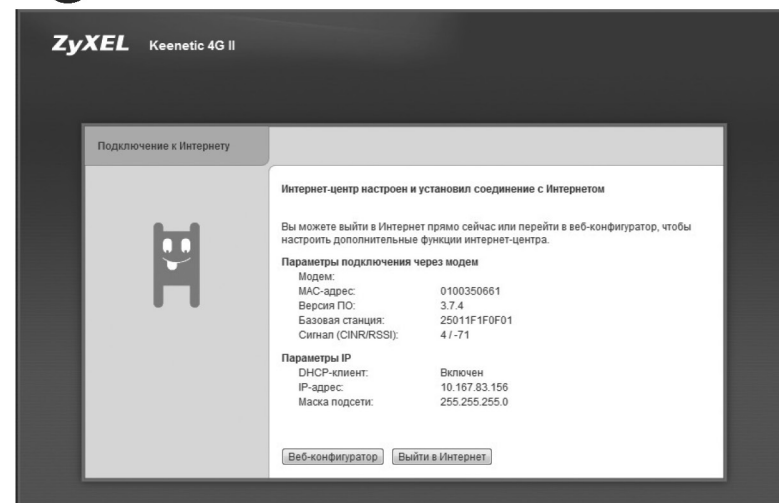 ZyXEL Keenetic 4G II
Подключение к Интернету
Интернет-центр настроен и установил соединение с Интернетом
Вы можете выйти в Интернет прямо сейчас или перейти в веб-конфигуратор, чтобы
настроить дополнительные функции интернет-центра.
Параметры подключения через модем
Модем:
MAC-адрес: 0100350661
Версия ПО: 3.7.4
Базовая станция: 25011F1F0F01
Сигнал (CINR/RSSI): 4 / -71
Параметры IP
DHCP-клиент: Включен
IP-адрес: 10.167.83.156
Маска подсети: 255.255.255.0
Веб-конфигуратор Выйти в Интернет